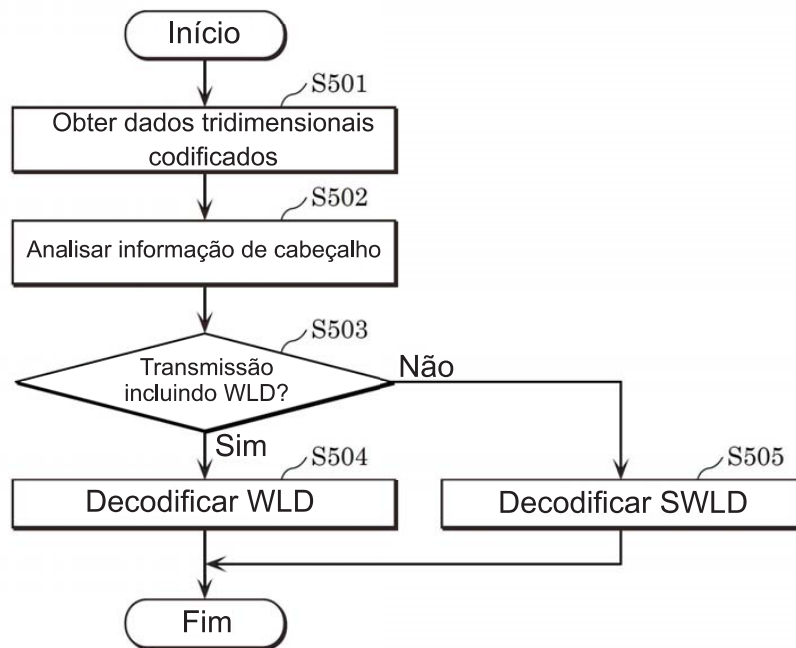 Início
S501
Obter dados tridimensionais
codificados
S502
Analisar informação de cabeçalho
S503
Transmissão
incluindo WLD?
Não
Sim
S504
Decodificar WLD
S505
Decodificar SWLD
Fim